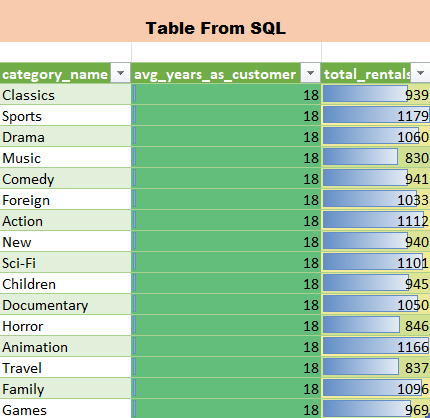 Table From SQL
category_name avg_years_as_customer total_rentals
Classics 18 939
Sports 18 1179
Drama 18 1060
Music 18 830
Comedy 18 941
Foreign 18 1033
Action 18 1112
New 18 940
Sci-Fi 18 1101
Children 18 945
Documentary 18 1050
Horror 18 846
Animation 18 1166
Travel 18 837
Family 18 1096
Games 18 969